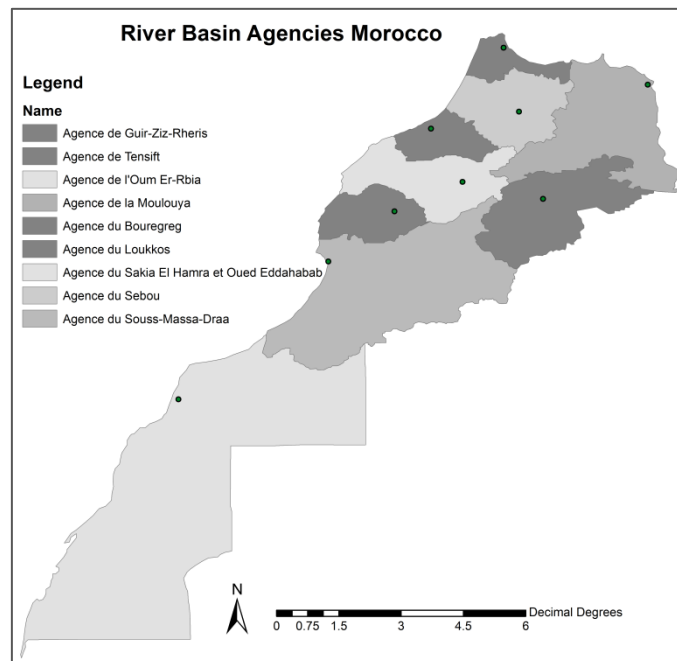 River Basin Agencies Morocco
Legend
Name
Agence de Guir-Ziz-Rheris
Agence de Tensift
Agence de l'Oum Er-Rbia
Agence de la Moulouya
Agence du Bouregreg
Agence du Loukkos
Agence du Sakia El Hamra et Oued Eddahabab
Agence du Sebou
Agence du Souss-Massa-Draa
N
Decimal Degrees
0 0.75 1.5 3 4.5 6